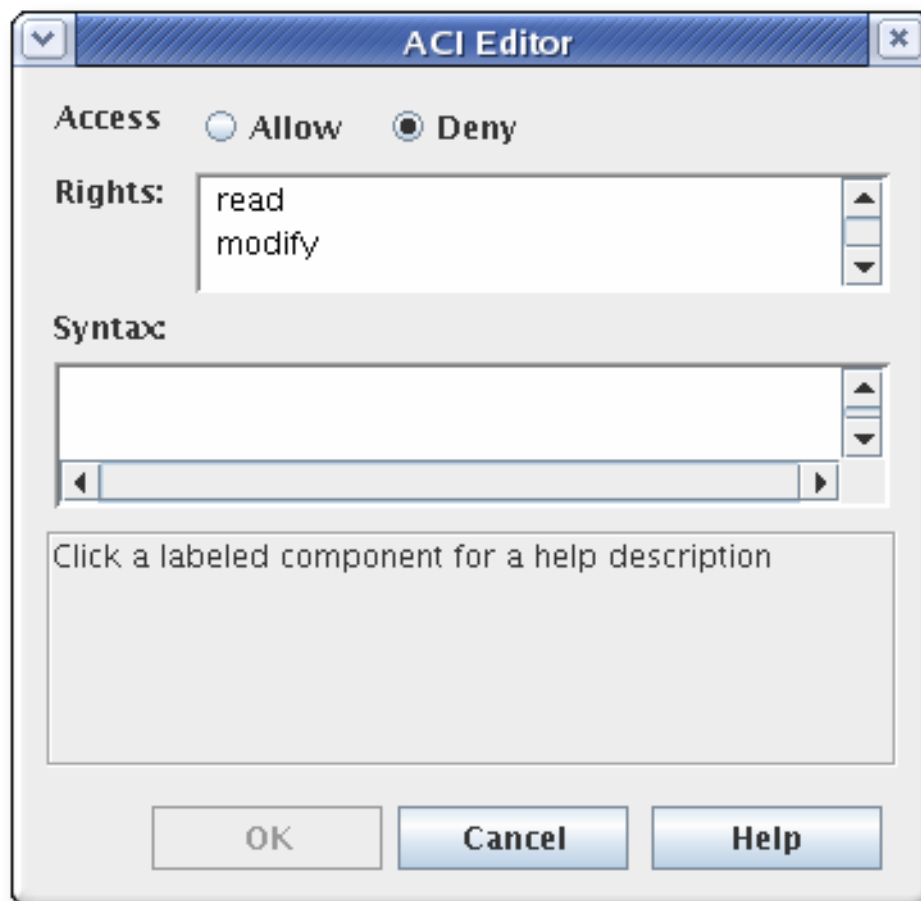 ACI Editor
Access Allow Deny
Rights: read
modify
Syntax:
Click a labeled component for a help description
OK Cancel Help